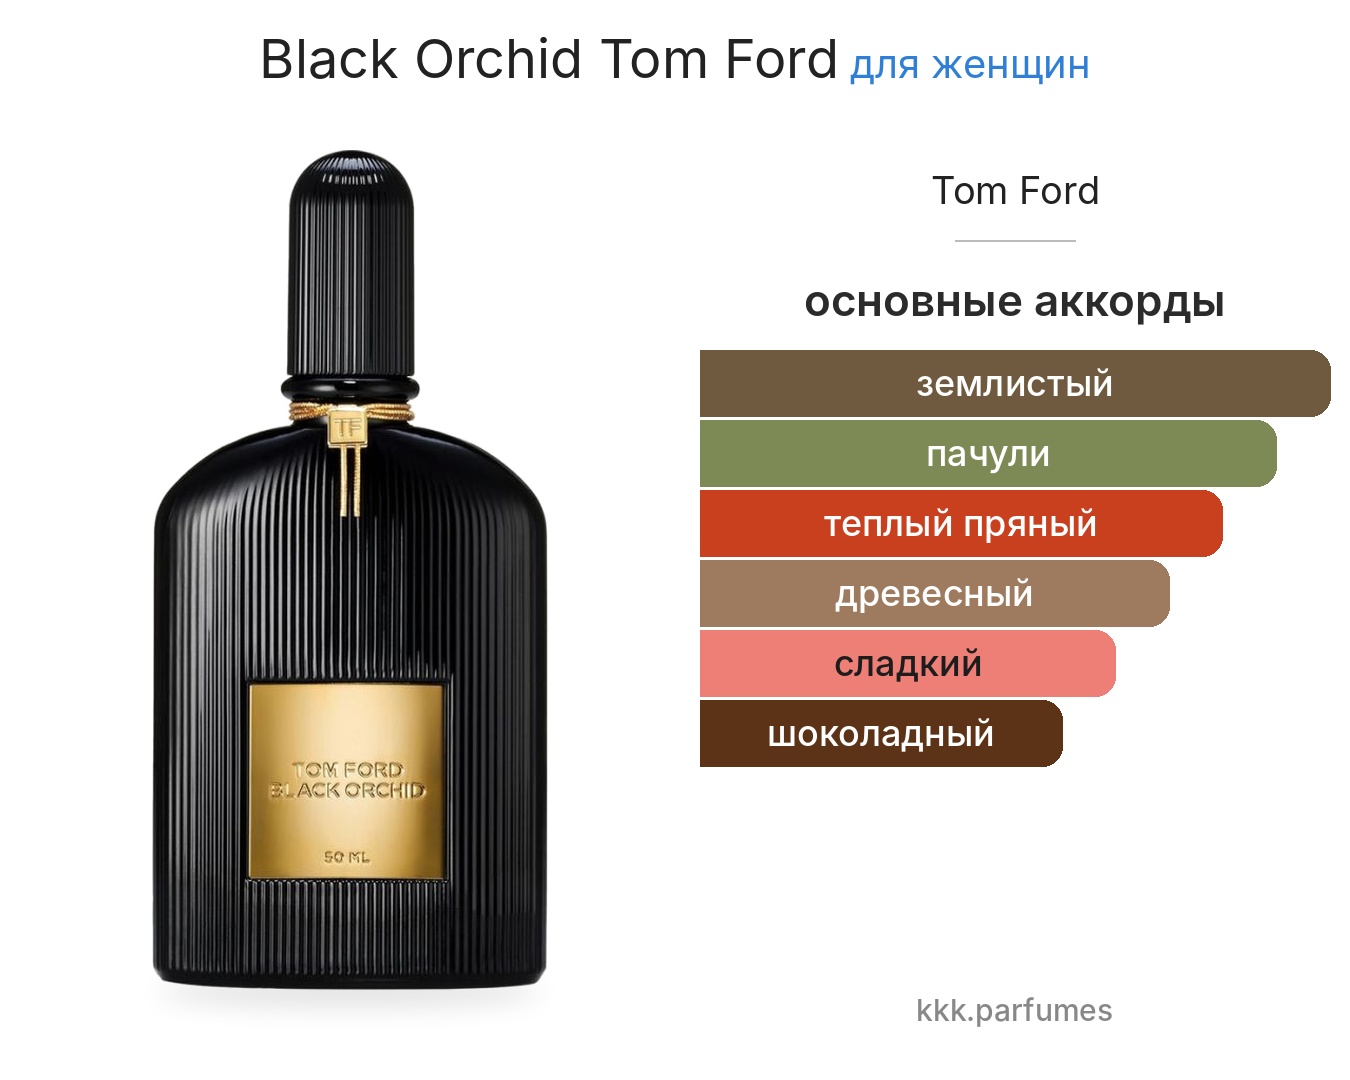 Black Orchid Tom Ford для женщин
Tom Ford
основные аккорды
землистый
пачули
теплый пряный
древесный
сладкий
шоколадный
TF
TOM FORD
BLACK ORCHID
50 ML
kkk.parfumes